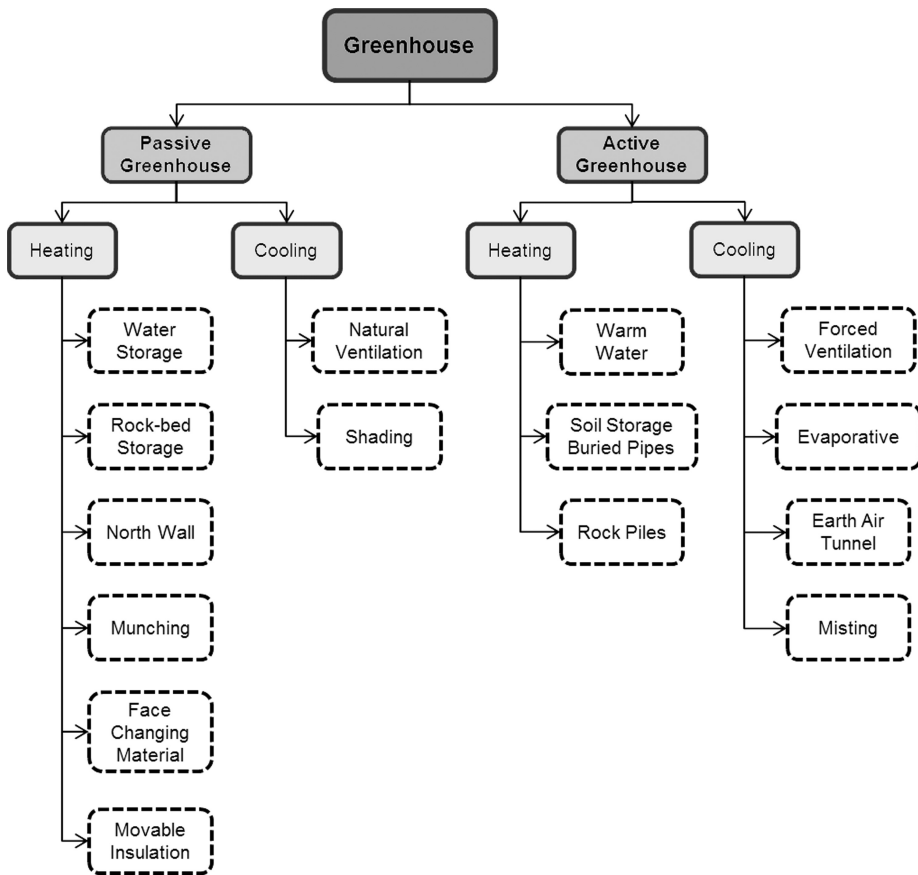 Greenhouse
Passive
Greenhouse
Active
Greenhouse
Heating
Cooling
Heating
Cooling
Water
Storage
Natural
Ventilation
Warm
Water
Forced
Ventilation
Rock-bed
Storage
Shading
Soil Storage
Buried Pipes
Evaporative
North Wall
Rock Piles
Earth Air
Tunnel
Munching
Misting
Face
Changing
Material
Movable
Insulation